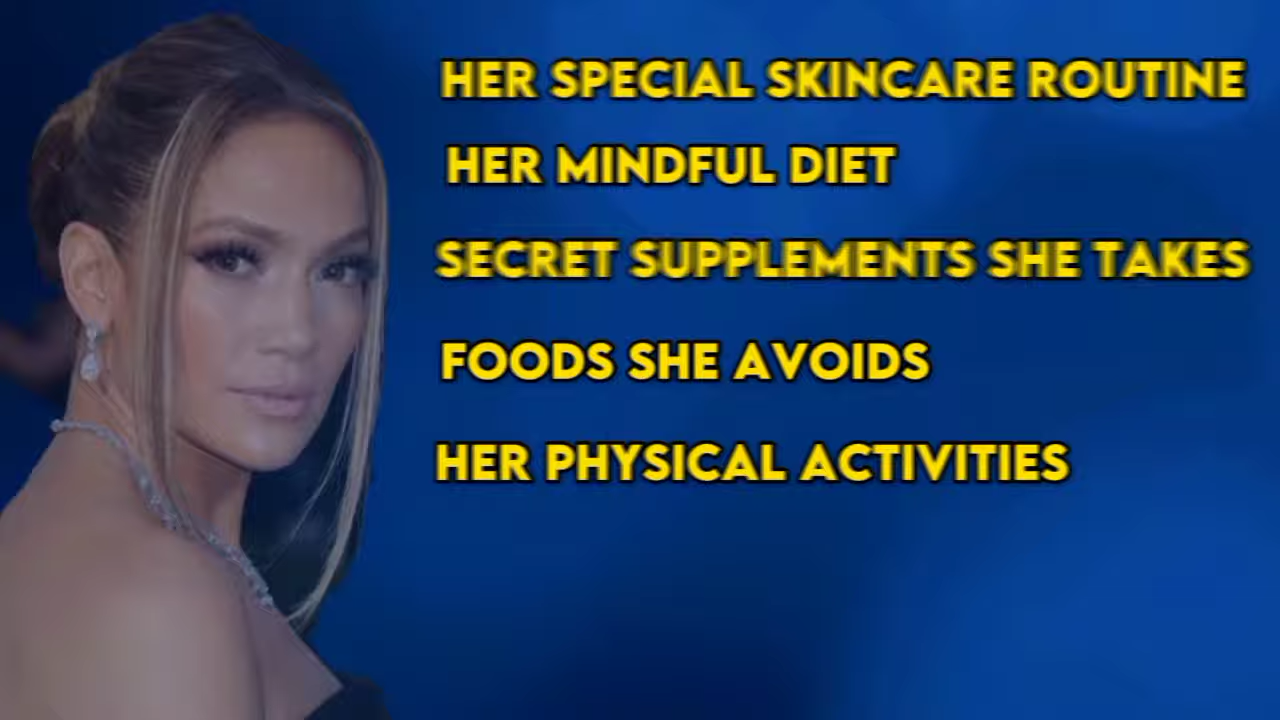 HER SPECIAL SKINCARE ROUTINE
HER MINDFUL DIET
SECRET SUPPLEMENTS SHE TAKES
FOODS SHE AVOIDS
HER PHYSICAL ACTIVITIES